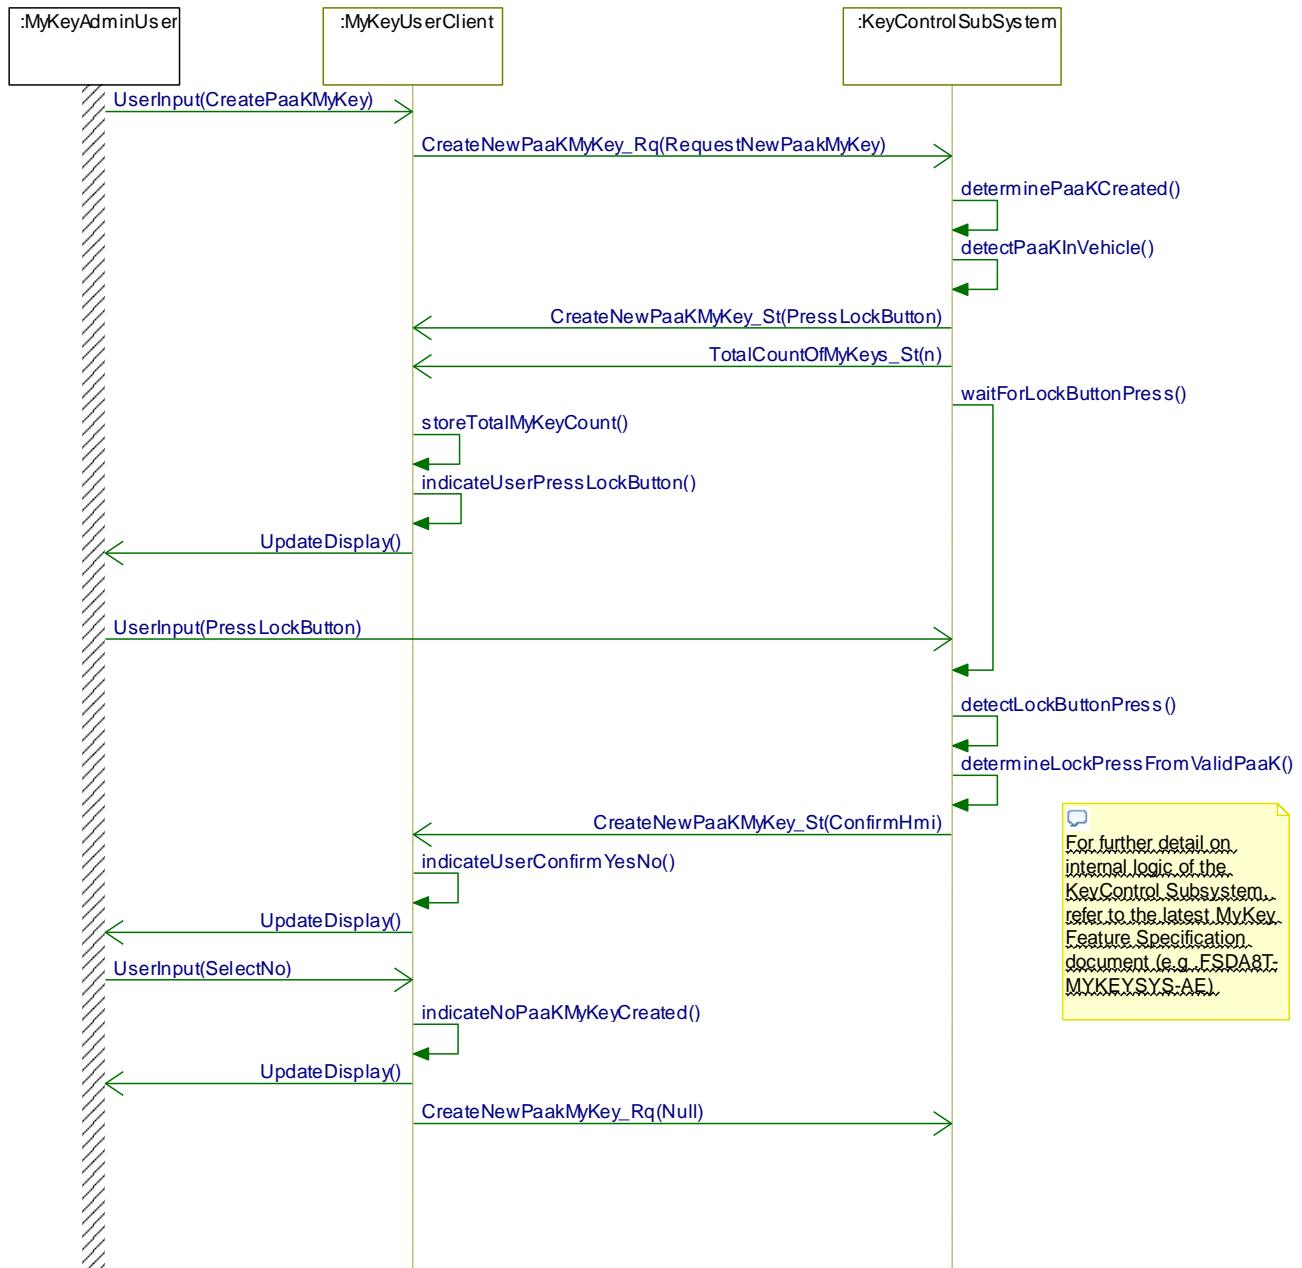 :MyKeyAdminUser
:MyKeyUserClient
:KeyControlSubSystem
UserInput(CreatePaaKMyKey)
CreateNewPaaKMyKey_Rq(RequestNewPaakMyKey)
determinePaaKCreated()
detectPaaKInVehicle()
CreateNewPaaKMyKey_St(PressLockButton)
TotalCountOfMyKeys_St(n)
waitForLockButtonPress()
storeTotalMyKeyCount()
indicateUserPressLockButton()
UpdateDisplay()
UserInput(PressLockButton)
detectLockButtonPress()
determineLockPressFromValidPaaK()
CreateNewPaaKMyKey_St(ConfirmHmi)
indicateUserConfirmYesNo()
UpdateDisplay()
UserInput(SelectNo)
indicateNoPaaKMyKeyCreated()
UpdateDisplay()
CreateNewPaakMyKey_Rq(Null)
For further detail on
internal logic of the
KeyControl Subsystem,
refer to the latest MyKey
Feature Specification
document (e.g .FSDA8T-
MYKEYSYS-AE)